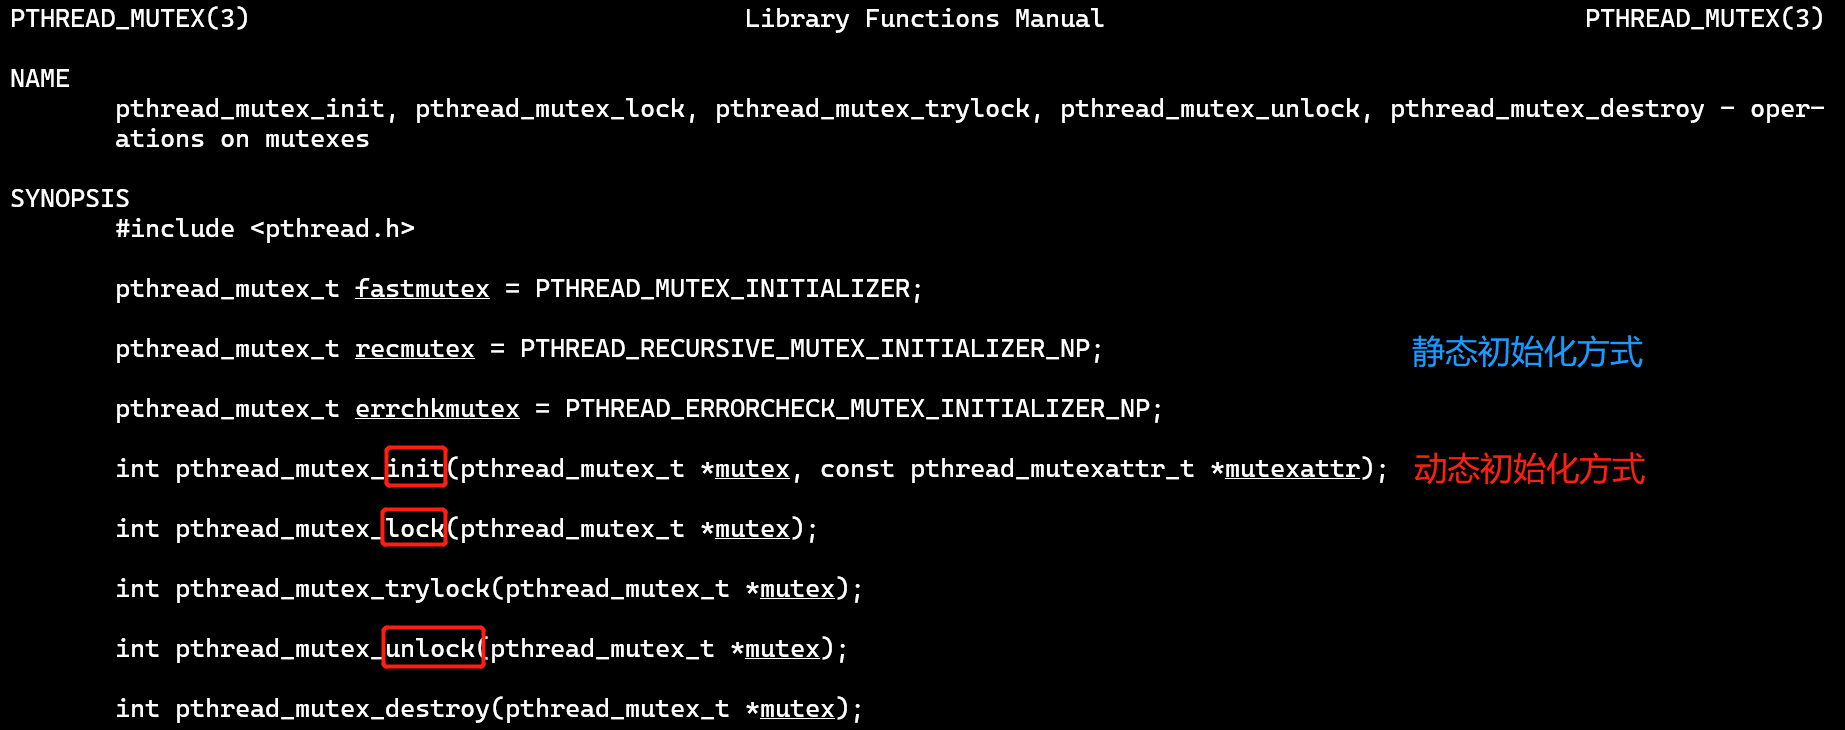 PTHREAD_MUTEX(3) Library Functions Manual PTHREAD_MUTEX(3)
NAME
pthread_mutex_init, pthread_mutex_lock, pthread_mutex_trylock, pthread_mutex_unlock, pthread_mutex_destroy - oper-
ations on mutexes
SYNOPSIS
#include <pthread.h>
pthread_mutex_t fastmutex = PTHREAD_MUTEX_INITIALIZER;
pthread_mutex_t recmutex = PTHREAD_RECURSIVE_MUTEX_INITIALIZER_NP; 静态初始化方式
pthread_mutex_t errchkmutex = PTHREAD_ERRORCHECK_MUTEX_INITIALIZER_NP;
int pthread_mutex_init(pthread_mutex_t *mutex, const pthread_mutexattr_t *mutexattr); 动态初始化方式
int pthread_mutex_lock(pthread_mutex_t *mutex);
int pthread_mutex_trylock(pthread_mutex_t *mutex);
int pthread_mutex_unlock(pthread_mutex_t *mutex);
int pthread_mutex_destroy(pthread_mutex_t *mutex);